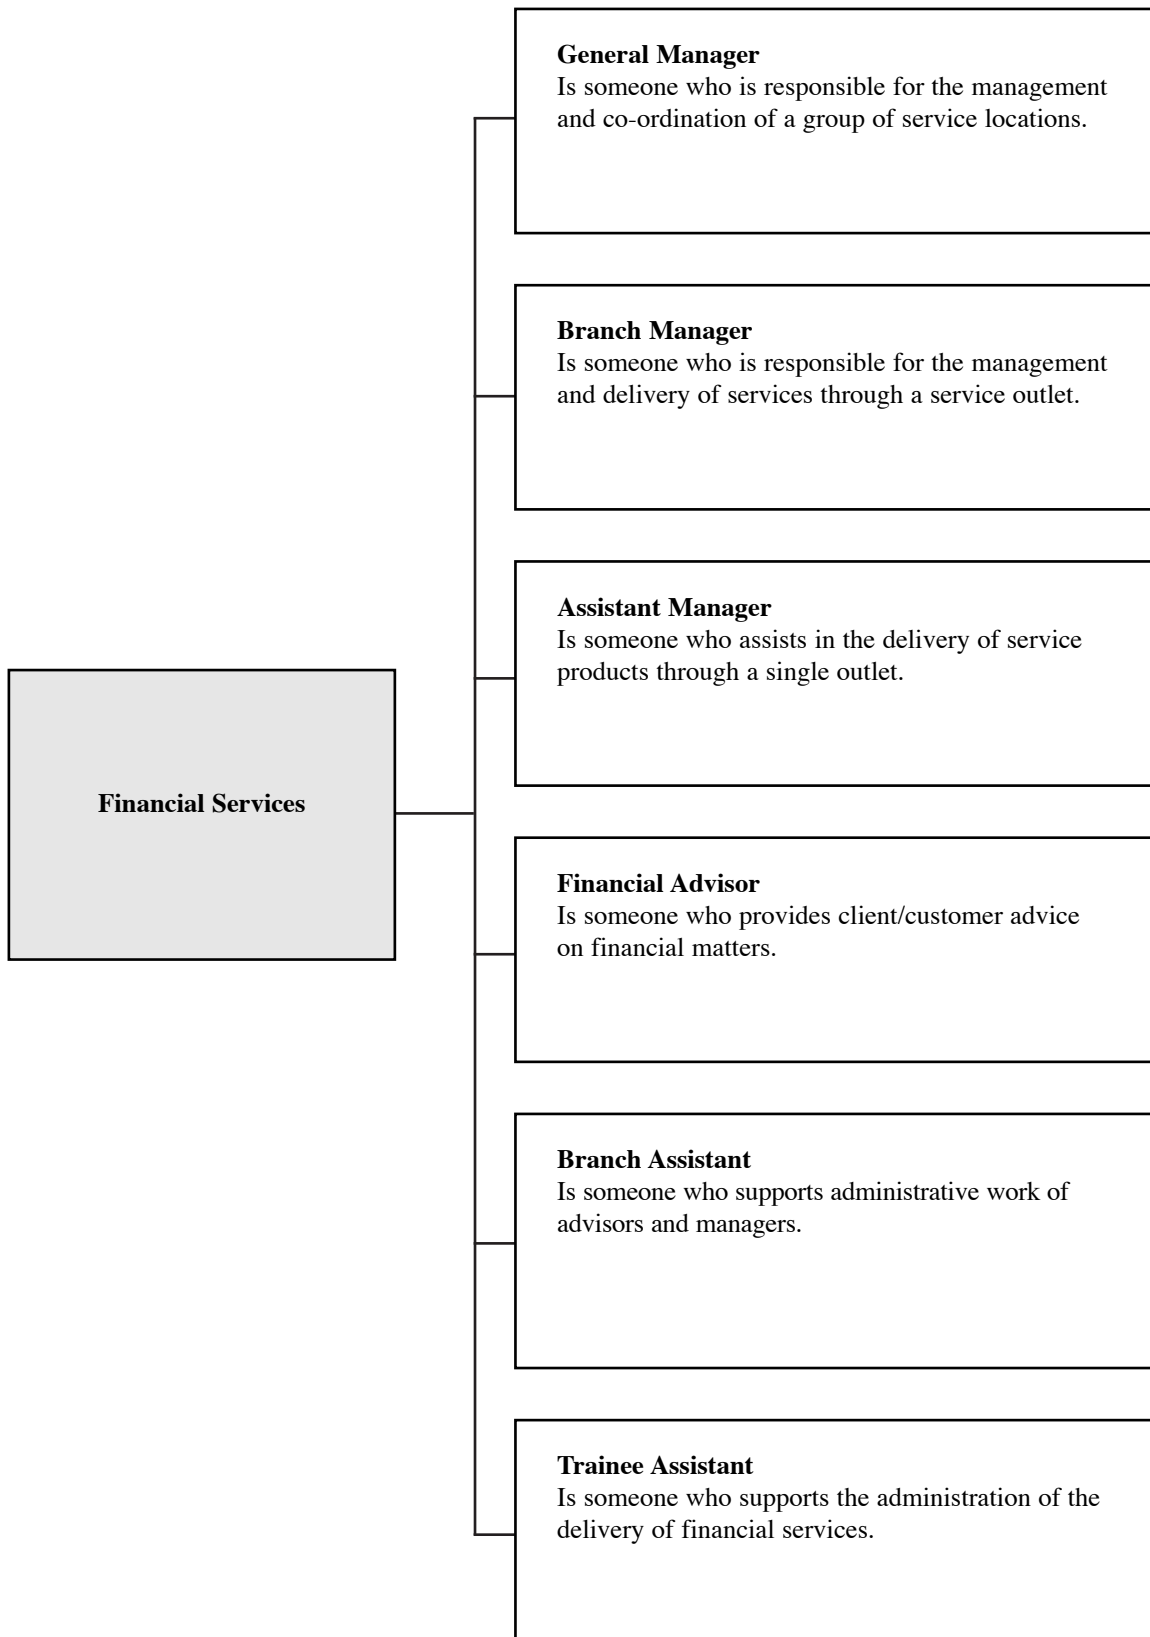 General Manager
Is someone who is responsible for the management
and co-ordination of a group of service locations.
Branch Manager
Is someone who is responsible for the management
and delivery of services through a service outlet.
Assistant Manager
Is someone who assists in the delivery of service
products through a single outlet.
Financial Services
Financial Advisor
Is someone who provides client/customer advice
on financial matters.
Branch Assistant
Is someone who supports administrative work of
advisors and managers.
Trainee Assistant
Is someone who supports the administration of the
delivery of financial services.